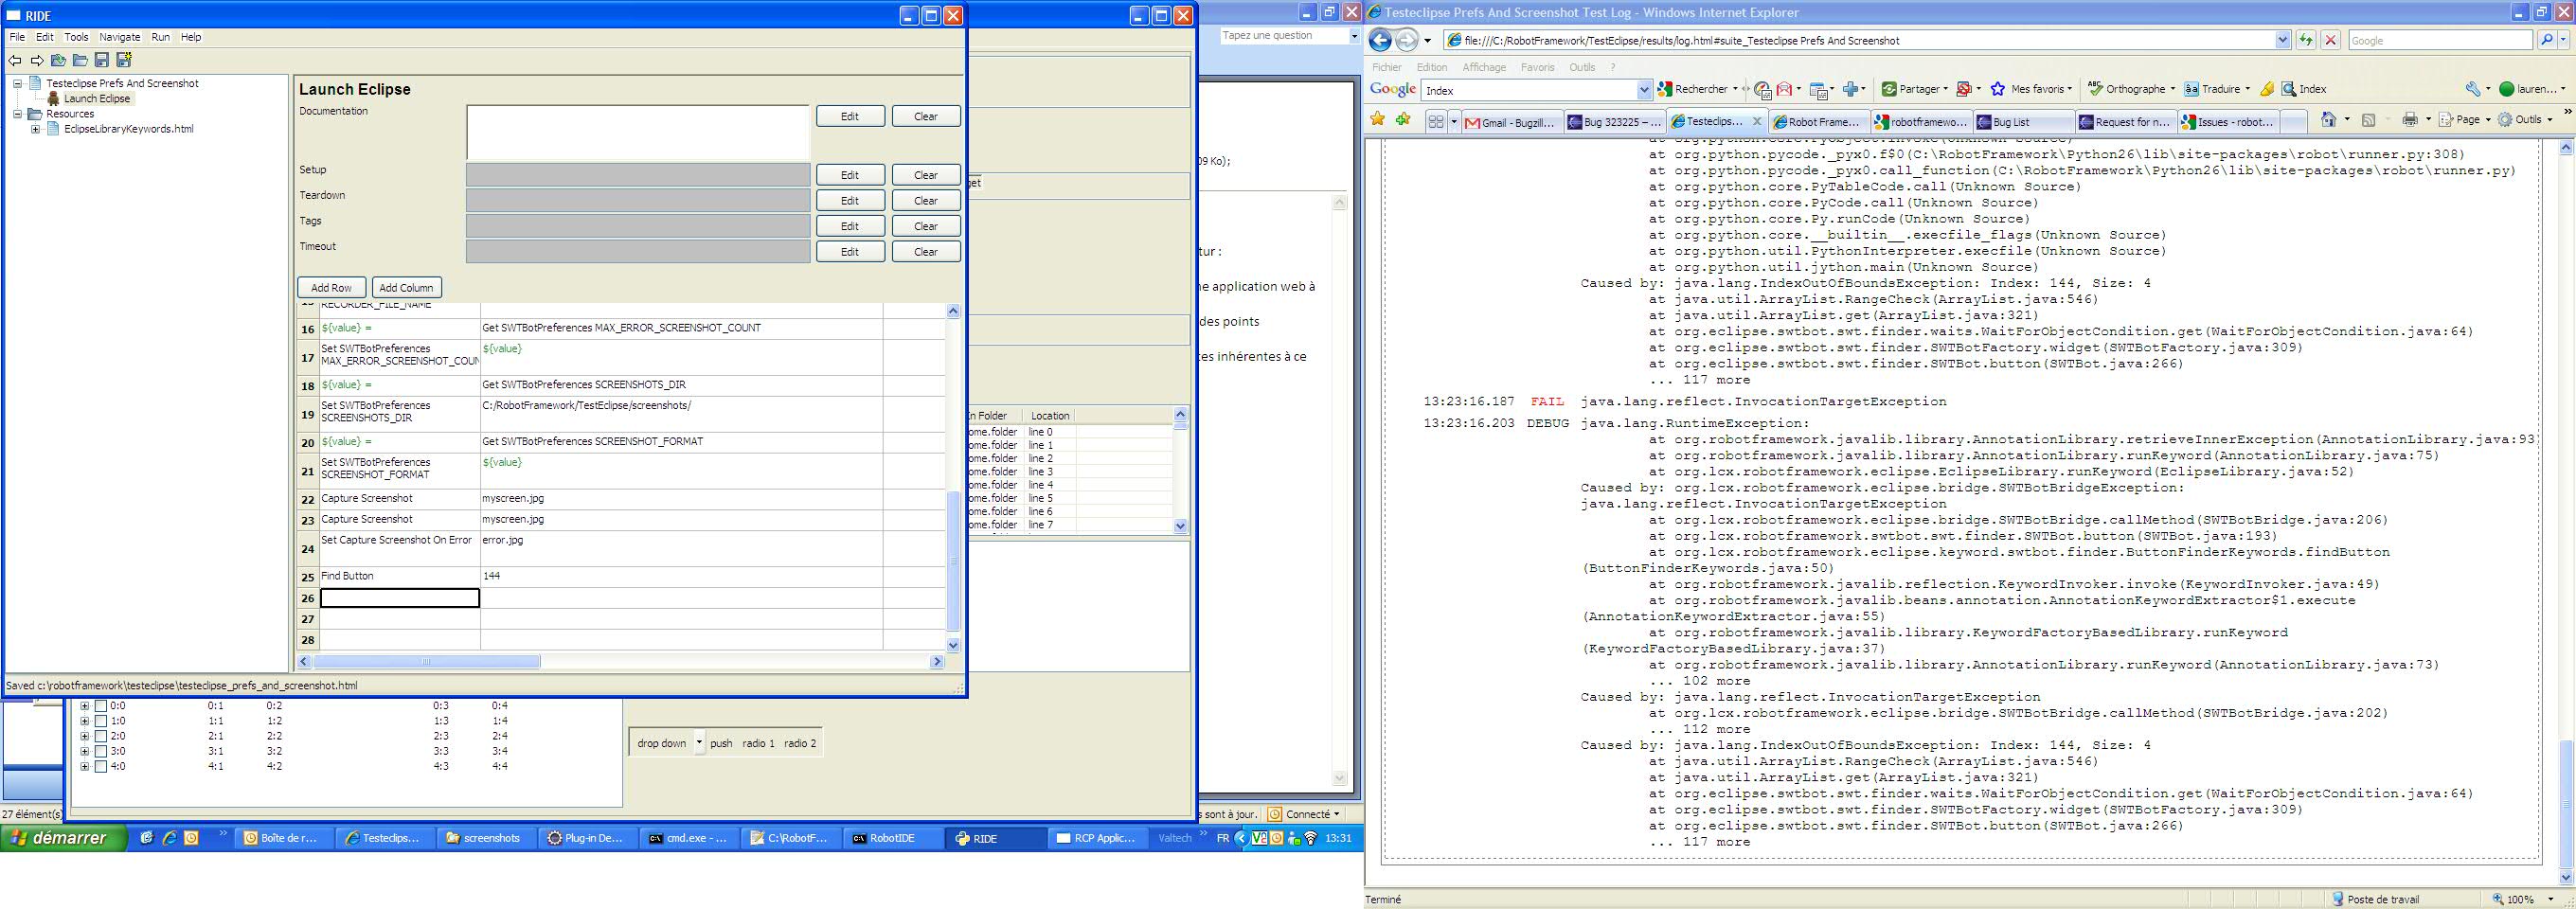 RIDE
File Edit Tools Navigate Run Help
Testeclipse Prefs And Screenshot
Launch Eclipse
Resources
EclipseLibraryKeywords.html
Launch Eclipse
Documentation
Edit Clear
Setup
Edit Clear
Teardown
Edit Clear
Tags
Edit Clear
Timeout
Edit Clear
Add Row Add Column
15 RECORDER_FILE_NAME
16 ${value} = Get SWTBotPreferences MAX_ERROR_SCREENSHOT_COUNT
17 Set SWTBotPreferences ${value}
MAX_ERROR_SCREENSHOT_COUN
18 ${value} = Get SWTBotPreferences SCREENSHOTS_DIR
19 Set SWTBotPreferences C:/RobotFramework/TestEclipse/screenshots/
SCREENSHOTS_DIR
20 ${value} = Get SWTBotPreferences SCREENSHOT_FORMAT
21 Set SWTBotPreferences ${value}
SCREENSHOT_FORMAT
22 Capture Screenshot myscreen.jpg
23 Capture Screenshot myscreen.jpg
24 Set Capture Screenshot On Error error.jpg
25 Find Button 144
26
27
28
Saved c:\robotframework\testeclipse\testeclipse_prefs_and_screenshot.html
0:0 0:1 0:2 0:3 0:4
1:0 1:1 1:2 1:3 1:4
2:0 2:1 2:2 2:3 2:4
3:0 3:1 3:2 3:3 3:4
4:0 4:1 4:2 4:3 4:4
drop down push radio 1 radio 2
27 élément(s)
get
In Folder Location
ome.folder line 0
ome.folder line 1
ome.folder line 2
ome.folder line 3
ome.folder line 4
ome.folder line 5
ome.folder line 6
ome.folder line 7
Tapez une question
09 Ko);
tur :
ne application web à
des points
ces inhérentes à ce
s sont à jour. Connecté
démarrer
Boîte de r... Testeclips... screenshots Plug-in De... cmd.exe - ... C:\RobotF... RobotIDE RIDE RCP Applic... Valtech FR 13:31
Testeclipse Prefs And Screenshot Test Log - Windows Internet Explorer
file:///C:/RobotFramework/TestEclipse/results/log.html#suite_Testeclipse Prefs And Screenshot
Google
Fichier Edition Affichage Favoris Outils ?
Google Index Rechercher Partager Mes favoris Orthographe Traduire Index lauren...
Gmail - Bugzill... Bug 323225 – ... Testeclips... Robot Frame... robotframewo... Bug List Request for n... Issues - robot... Page Outils
at org.python.core.PyObject.invoke(Unknown Source)
at org.python.pycode._pyx0.f$0(C:\RobotFramework\Python26\lib\site-packages\robot\runner.py:308)
at org.python.pycode._pyx0.call_function(C:\RobotFramework\Python26\lib\site-packages\robot\runner.py)
at org.python.core.PyTableCode.call(Unknown Source)
at org.python.core.PyCode.call(Unknown Source)
at org.python.core.Py.runCode(Unknown Source)
at org.python.core.__builtin__.execfile_flags(Unknown Source)
at org.python.util.PythonInterpreter.execfile(Unknown Source)
at org.python.util.jython.main(Unknown Source)
Caused by: java.lang.IndexOutOfBoundsException: Index: 144, Size: 4
at java.util.ArrayList.RangeCheck(ArrayList.java:546)
at java.util.ArrayList.get(ArrayList.java:321)
at org.eclipse.swtbot.swt.finder.waits.WaitForObjectCondition.get(WaitForObjectCondition.java:64)
at org.eclipse.swtbot.swt.finder.SWTBotFactory.widget(SWTBotFactory.java:309)
at org.eclipse.swtbot.swt.finder.SWTBot.button(SWTBot.java:266)
... 117 more
13:23:16.187 FAIL java.lang.reflect.InvocationTargetException
13:23:16.203 DEBUG java.lang.RuntimeException:
at org.robotframework.javalib.library.AnnotationLibrary.retrieveInnerException(AnnotationLibrary.java:93
at org.robotframework.javalib.library.AnnotationLibrary.runKeyword(AnnotationLibrary.java:75)
at org.lcx.robotframework.eclipse.EclipseLibrary.runKeyword(EclipseLibrary.java:52)
Caused by: org.lcx.robotframework.eclipse.bridge.SWTBotBridgeException:
java.lang.reflect.InvocationTargetException
at org.lcx.robotframework.eclipse.bridge.SWTBotBridge.callMethod(SWTBotBridge.java:206)
at org.lcx.robotframework.swtbot.swt.finder.SWTBot.button(SWTBot.java:193)
at org.lcx.robotframework.eclipse.keyword.swtbot.finder.ButtonFinderKeywords.findButton
(ButtonFinderKeywords.java:50)
at org.robotframework.javalib.reflection.KeywordInvoker.invoke(KeywordInvoker.java:49)
at org.robotframework.javalib.beans.annotation.AnnotationKeywordExtractor$1.execute
(AnnotationKeywordExtractor.java:55)
at org.robotframework.javalib.library.KeywordFactoryBasedLibrary.runKeyword
(KeywordFactoryBasedLibrary.java:37)
at org.robotframework.javalib.library.AnnotationLibrary.runKeyword(AnnotationLibrary.java:73)
... 102 more
Caused by: java.lang.reflect.InvocationTargetException
at org.lcx.robotframework.eclipse.bridge.SWTBotBridge.callMethod(SWTBotBridge.java:202)
... 112 more
Caused by: java.lang.IndexOutOfBoundsException: Index: 144, Size: 4
at java.util.ArrayList.RangeCheck(ArrayList.java:546)
at java.util.ArrayList.get(ArrayList.java:321)
at org.eclipse.swtbot.swt.finder.waits.WaitForObjectCondition.get(WaitForObjectCondition.java:64)
at org.eclipse.swtbot.swt.finder.SWTBotFactory.widget(SWTBotFactory.java:309)
at org.eclipse.swtbot.swt.finder.SWTBot.button(SWTBot.java:266)
... 117 more
Terminé Poste de travail 100%